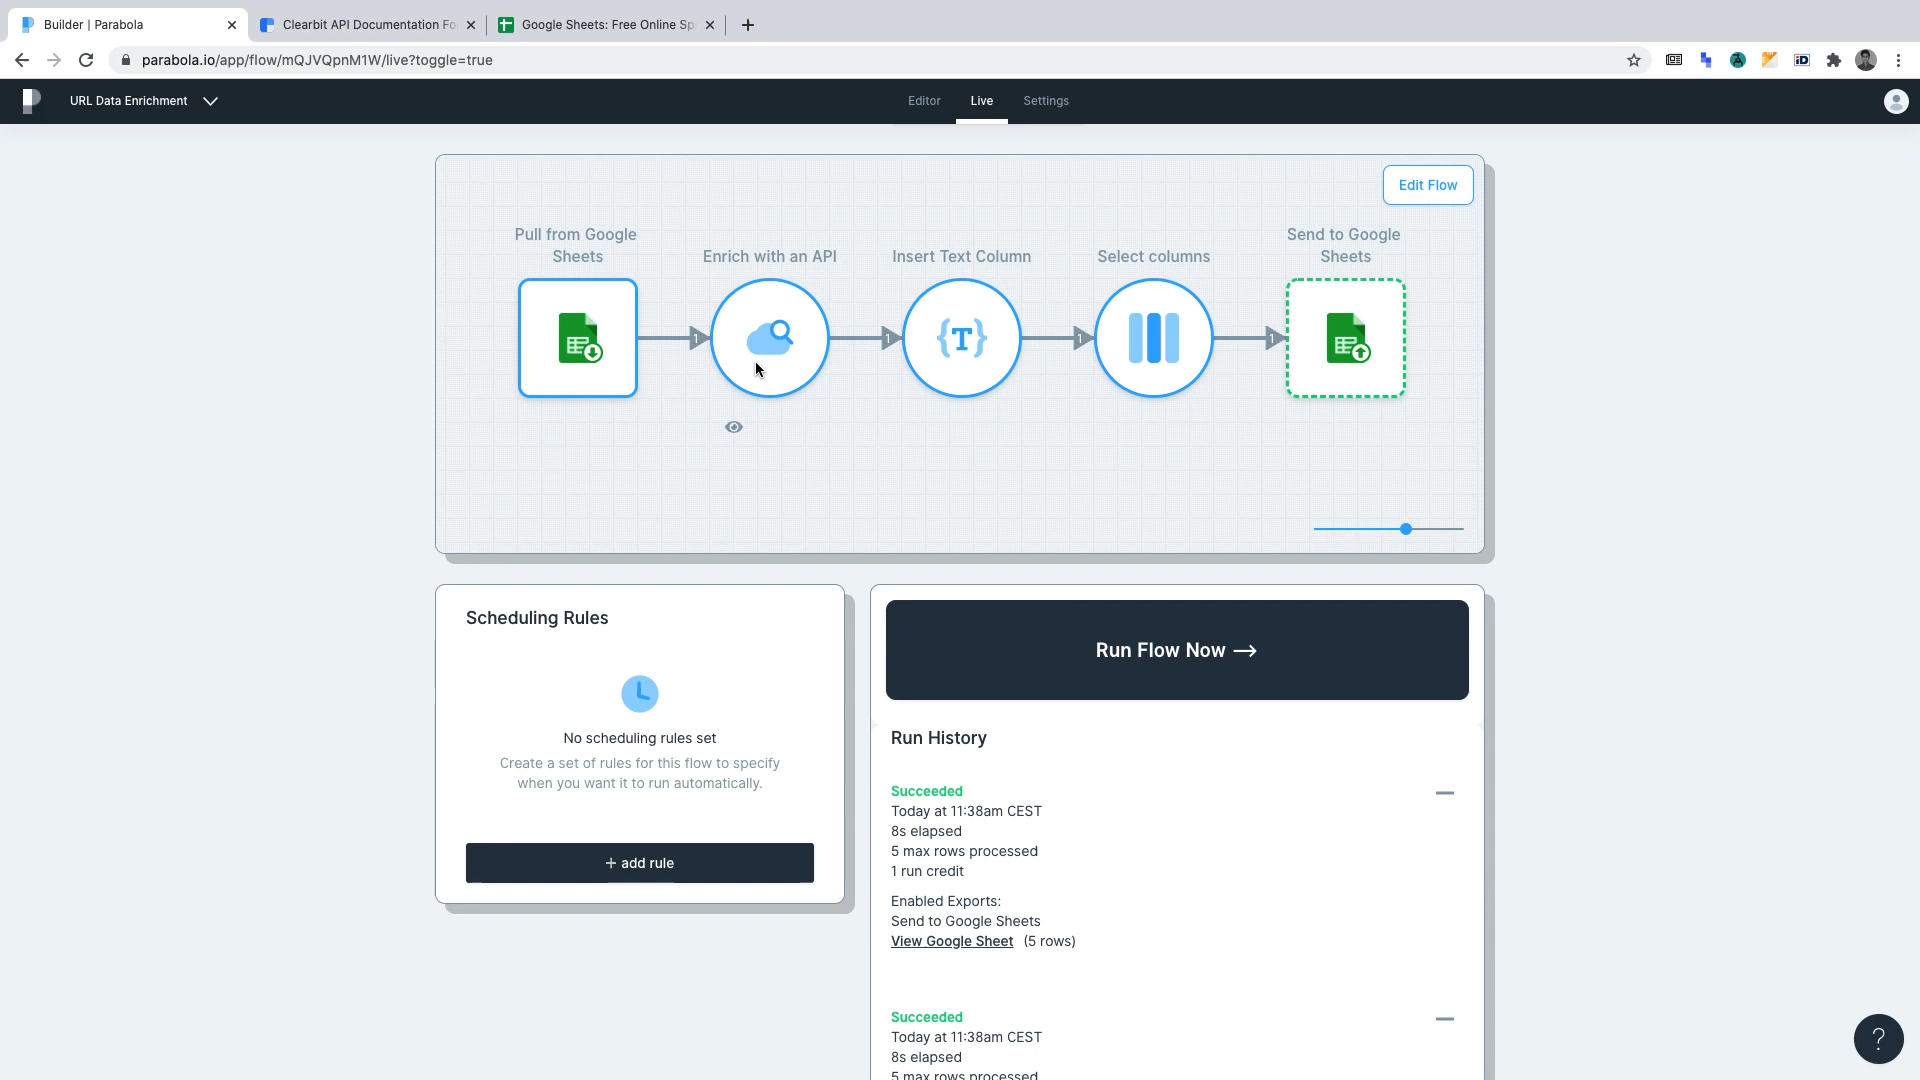 Builder | Parabola
Clearbit API Documentation Fo
Google Sheets: Free Online Sp
parabola.io/app/flow/mQJVQpnM1W/live?toggle=true
URL Data Enrichment
Editor
Live
Settings
Edit Flow
Pull from Google
Sheets
Enrich with an API
Insert Text Column
Select columns
Send to Google
Sheets
1
1
1
1
{T}
Scheduling Rules
No scheduling rules set
Create a set of rules for this flow to specify
when you want it to run automatically.
+ add rule
Run Flow Now →
Run History
Succeeded
Today at 11:38am CEST
8s elapsed
5 max rows processed
1 run credit
Enabled Exports:
Send to Google Sheets
View Google Sheet (5 rows)
Succeeded
Today at 11:38am CEST
8s elapsed
5 max rows processed
?